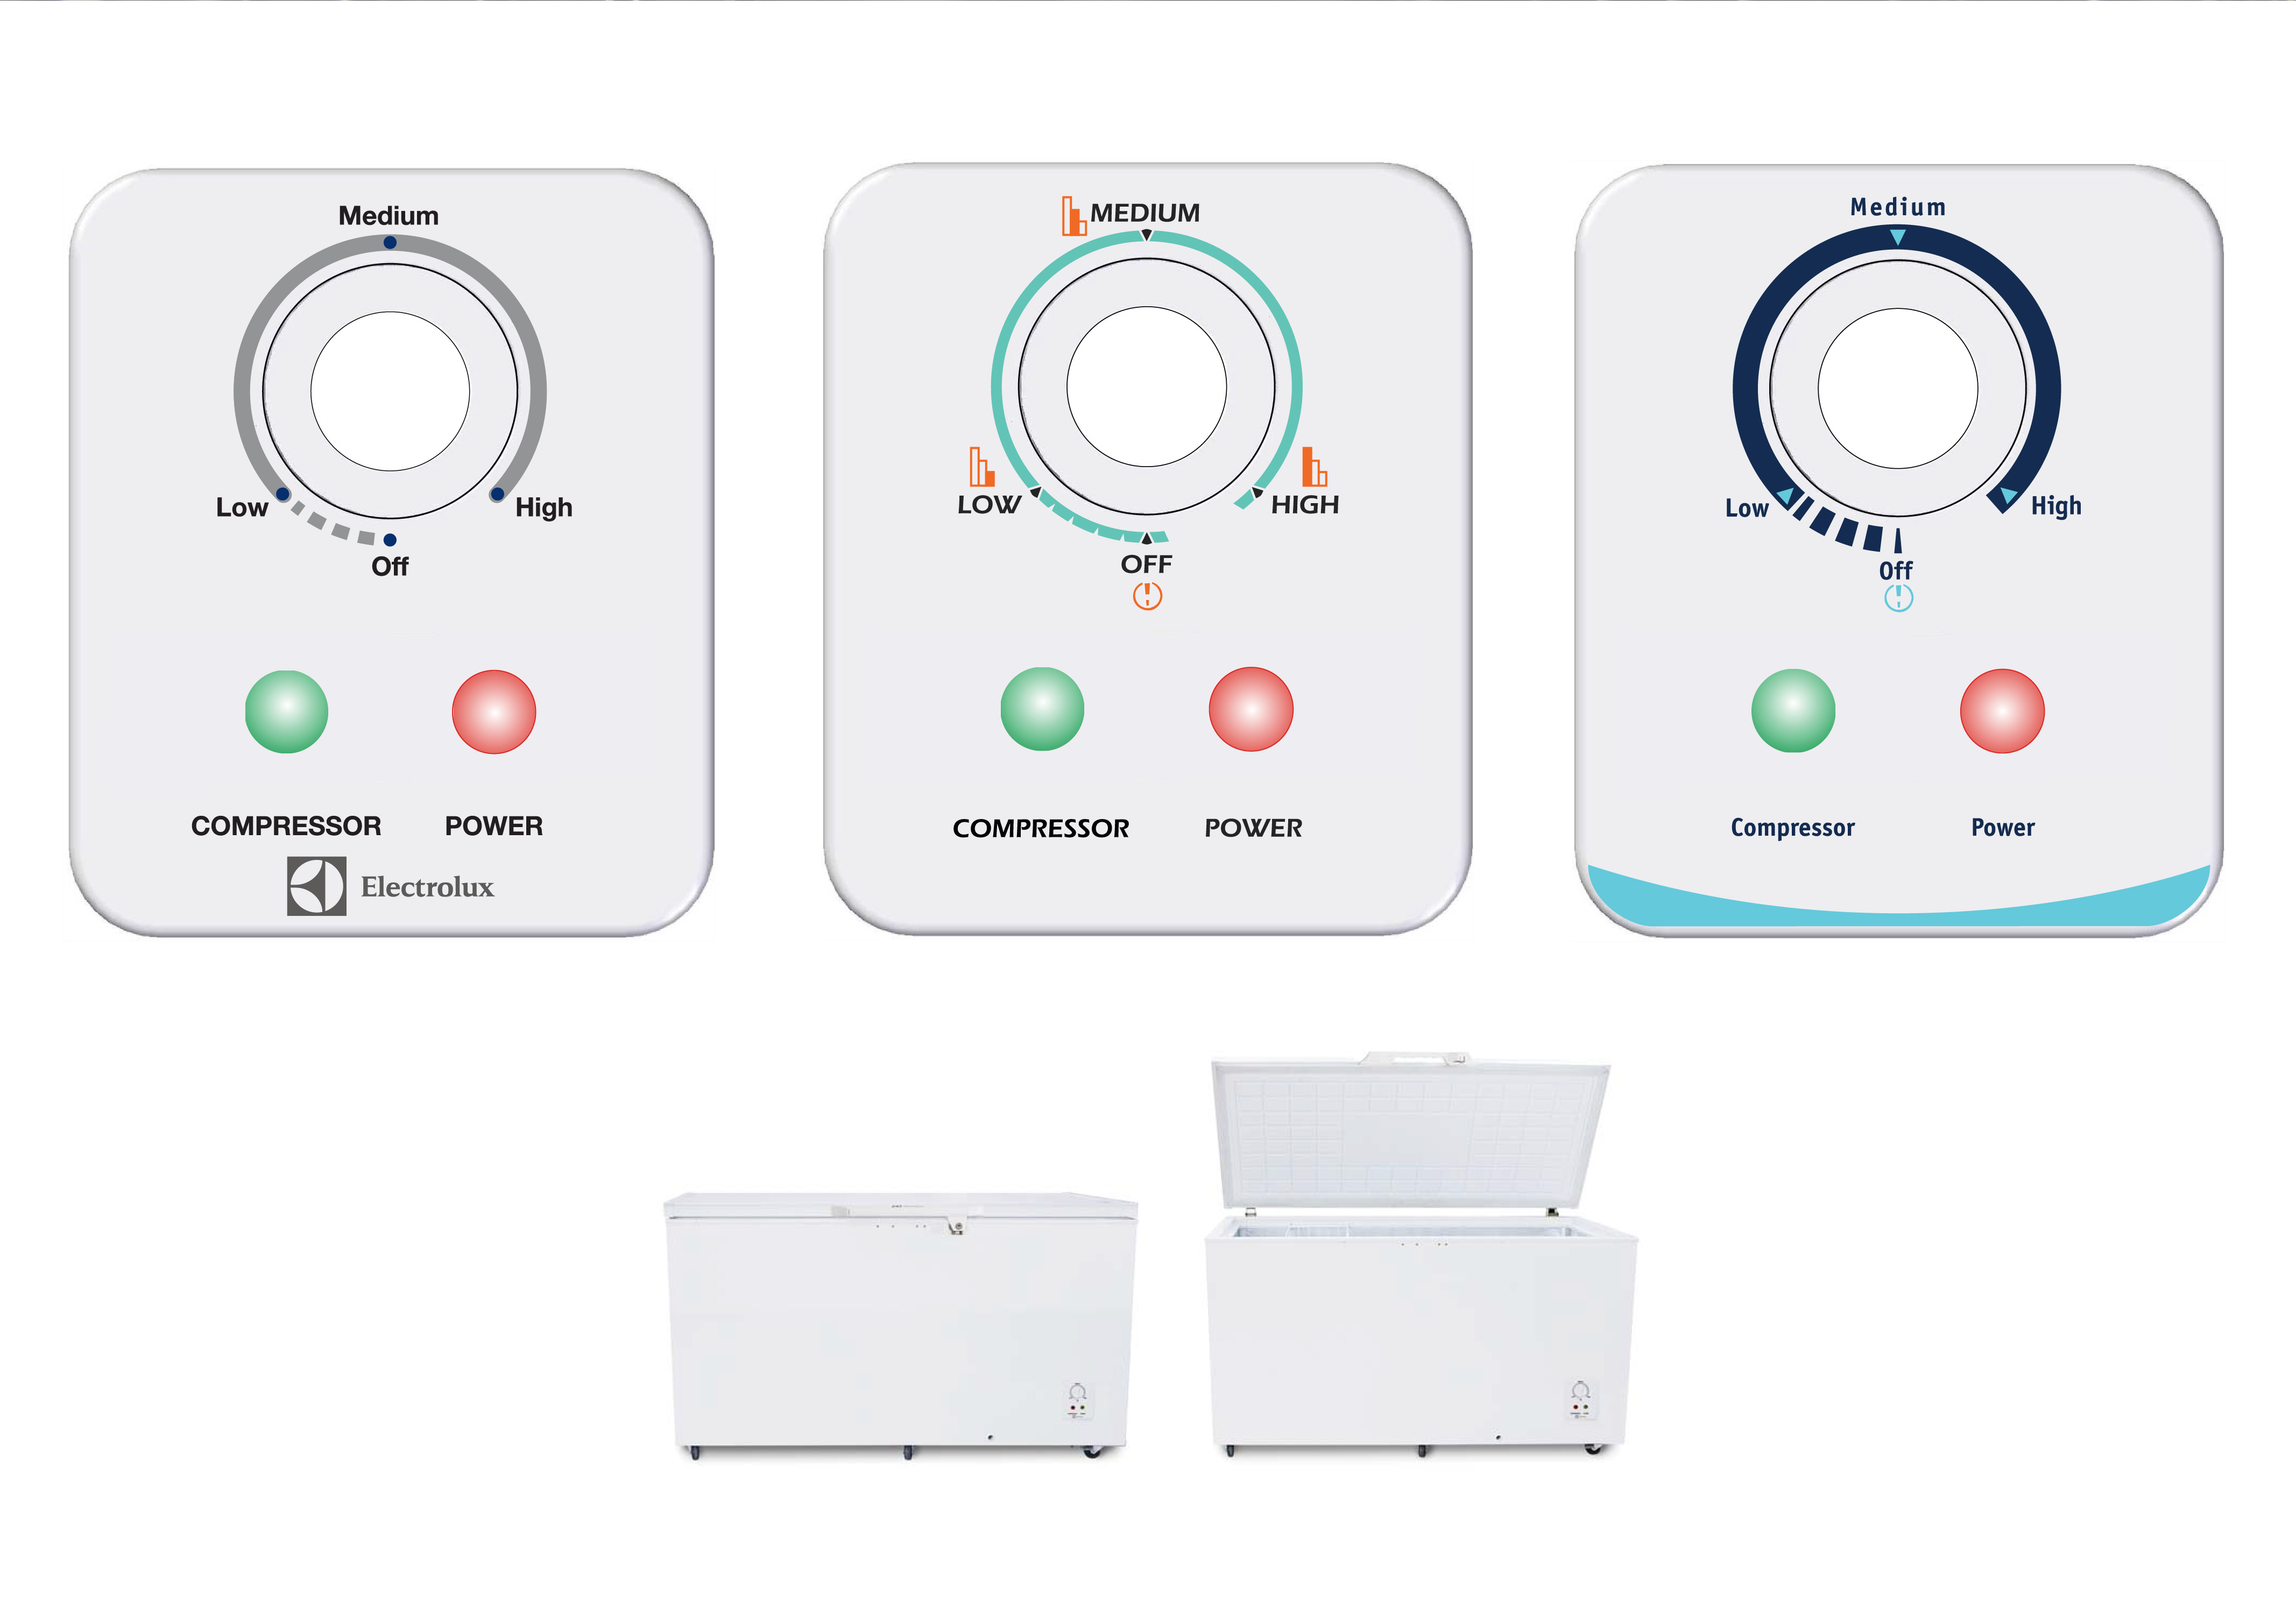 Medium
Low
High
Off
COMPRESSOR POWER
Electrolux
MEDIUM
LOW
HIGH
OFF
COMPRESSOR POWER
Medium
Low
High
Off
Compressor Power